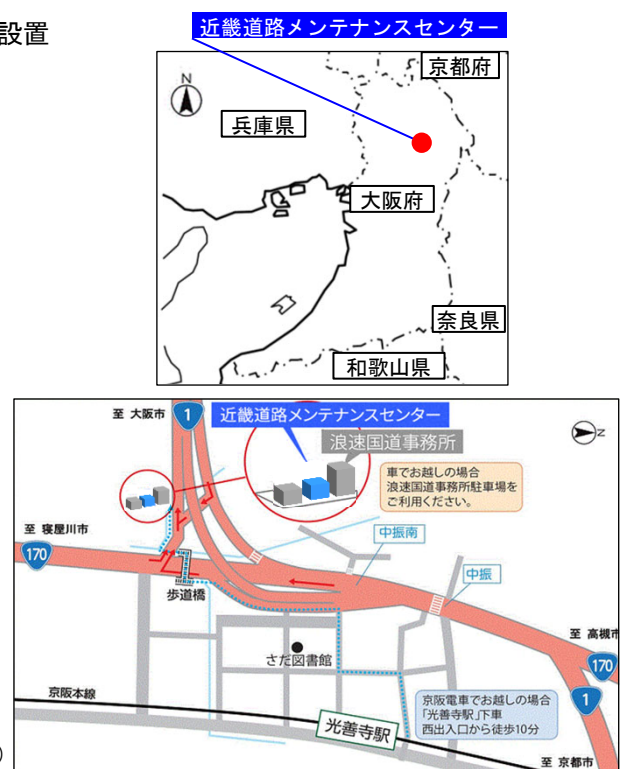 設置
近畿道路メンテナンスセンター
京都府
N
兵庫県
大阪府
奈良県
和歌山県
至 大阪市
1
近畿道路メンテナンスセンター
浪速国道事務所
N
車でお越しの場合
浪速国道事務所駐車場を
ご利用ください。
至 寝屋川市
170
中振南
中振
歩道橋
至 高槻市
170
さだ図書館
1
京阪本線
京阪電車でお越しの場合
「光善寺駅」下車
西出入口から徒歩10分
光善寺駅
至 京都市
)